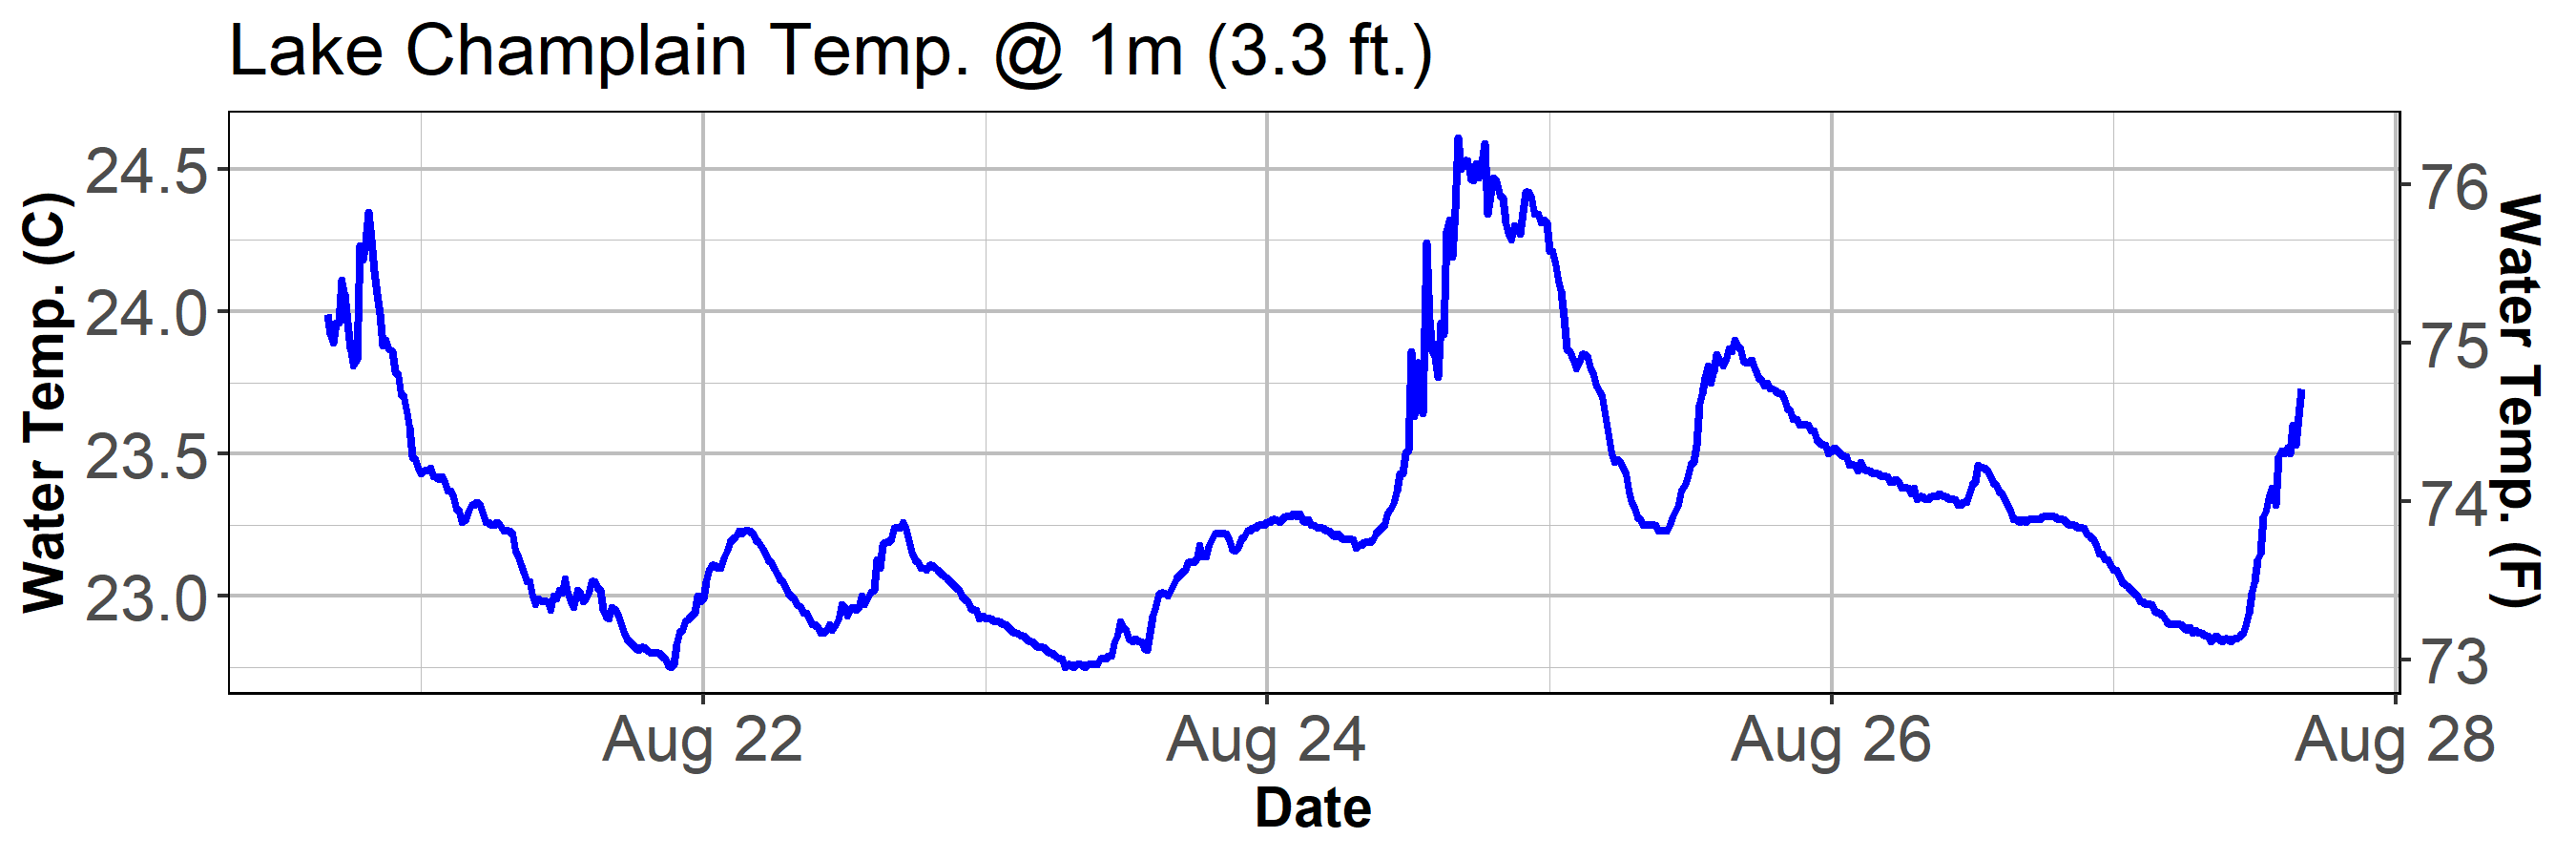 Lake Champlain Temp. @ 1m (3.3 ft.)
Water Temp. (C)
24.5
24.0
23.5
23.0
76
75
74
73
Water Temp. (F)
Aug 22
Aug 24
Aug 26
Aug 28
Date